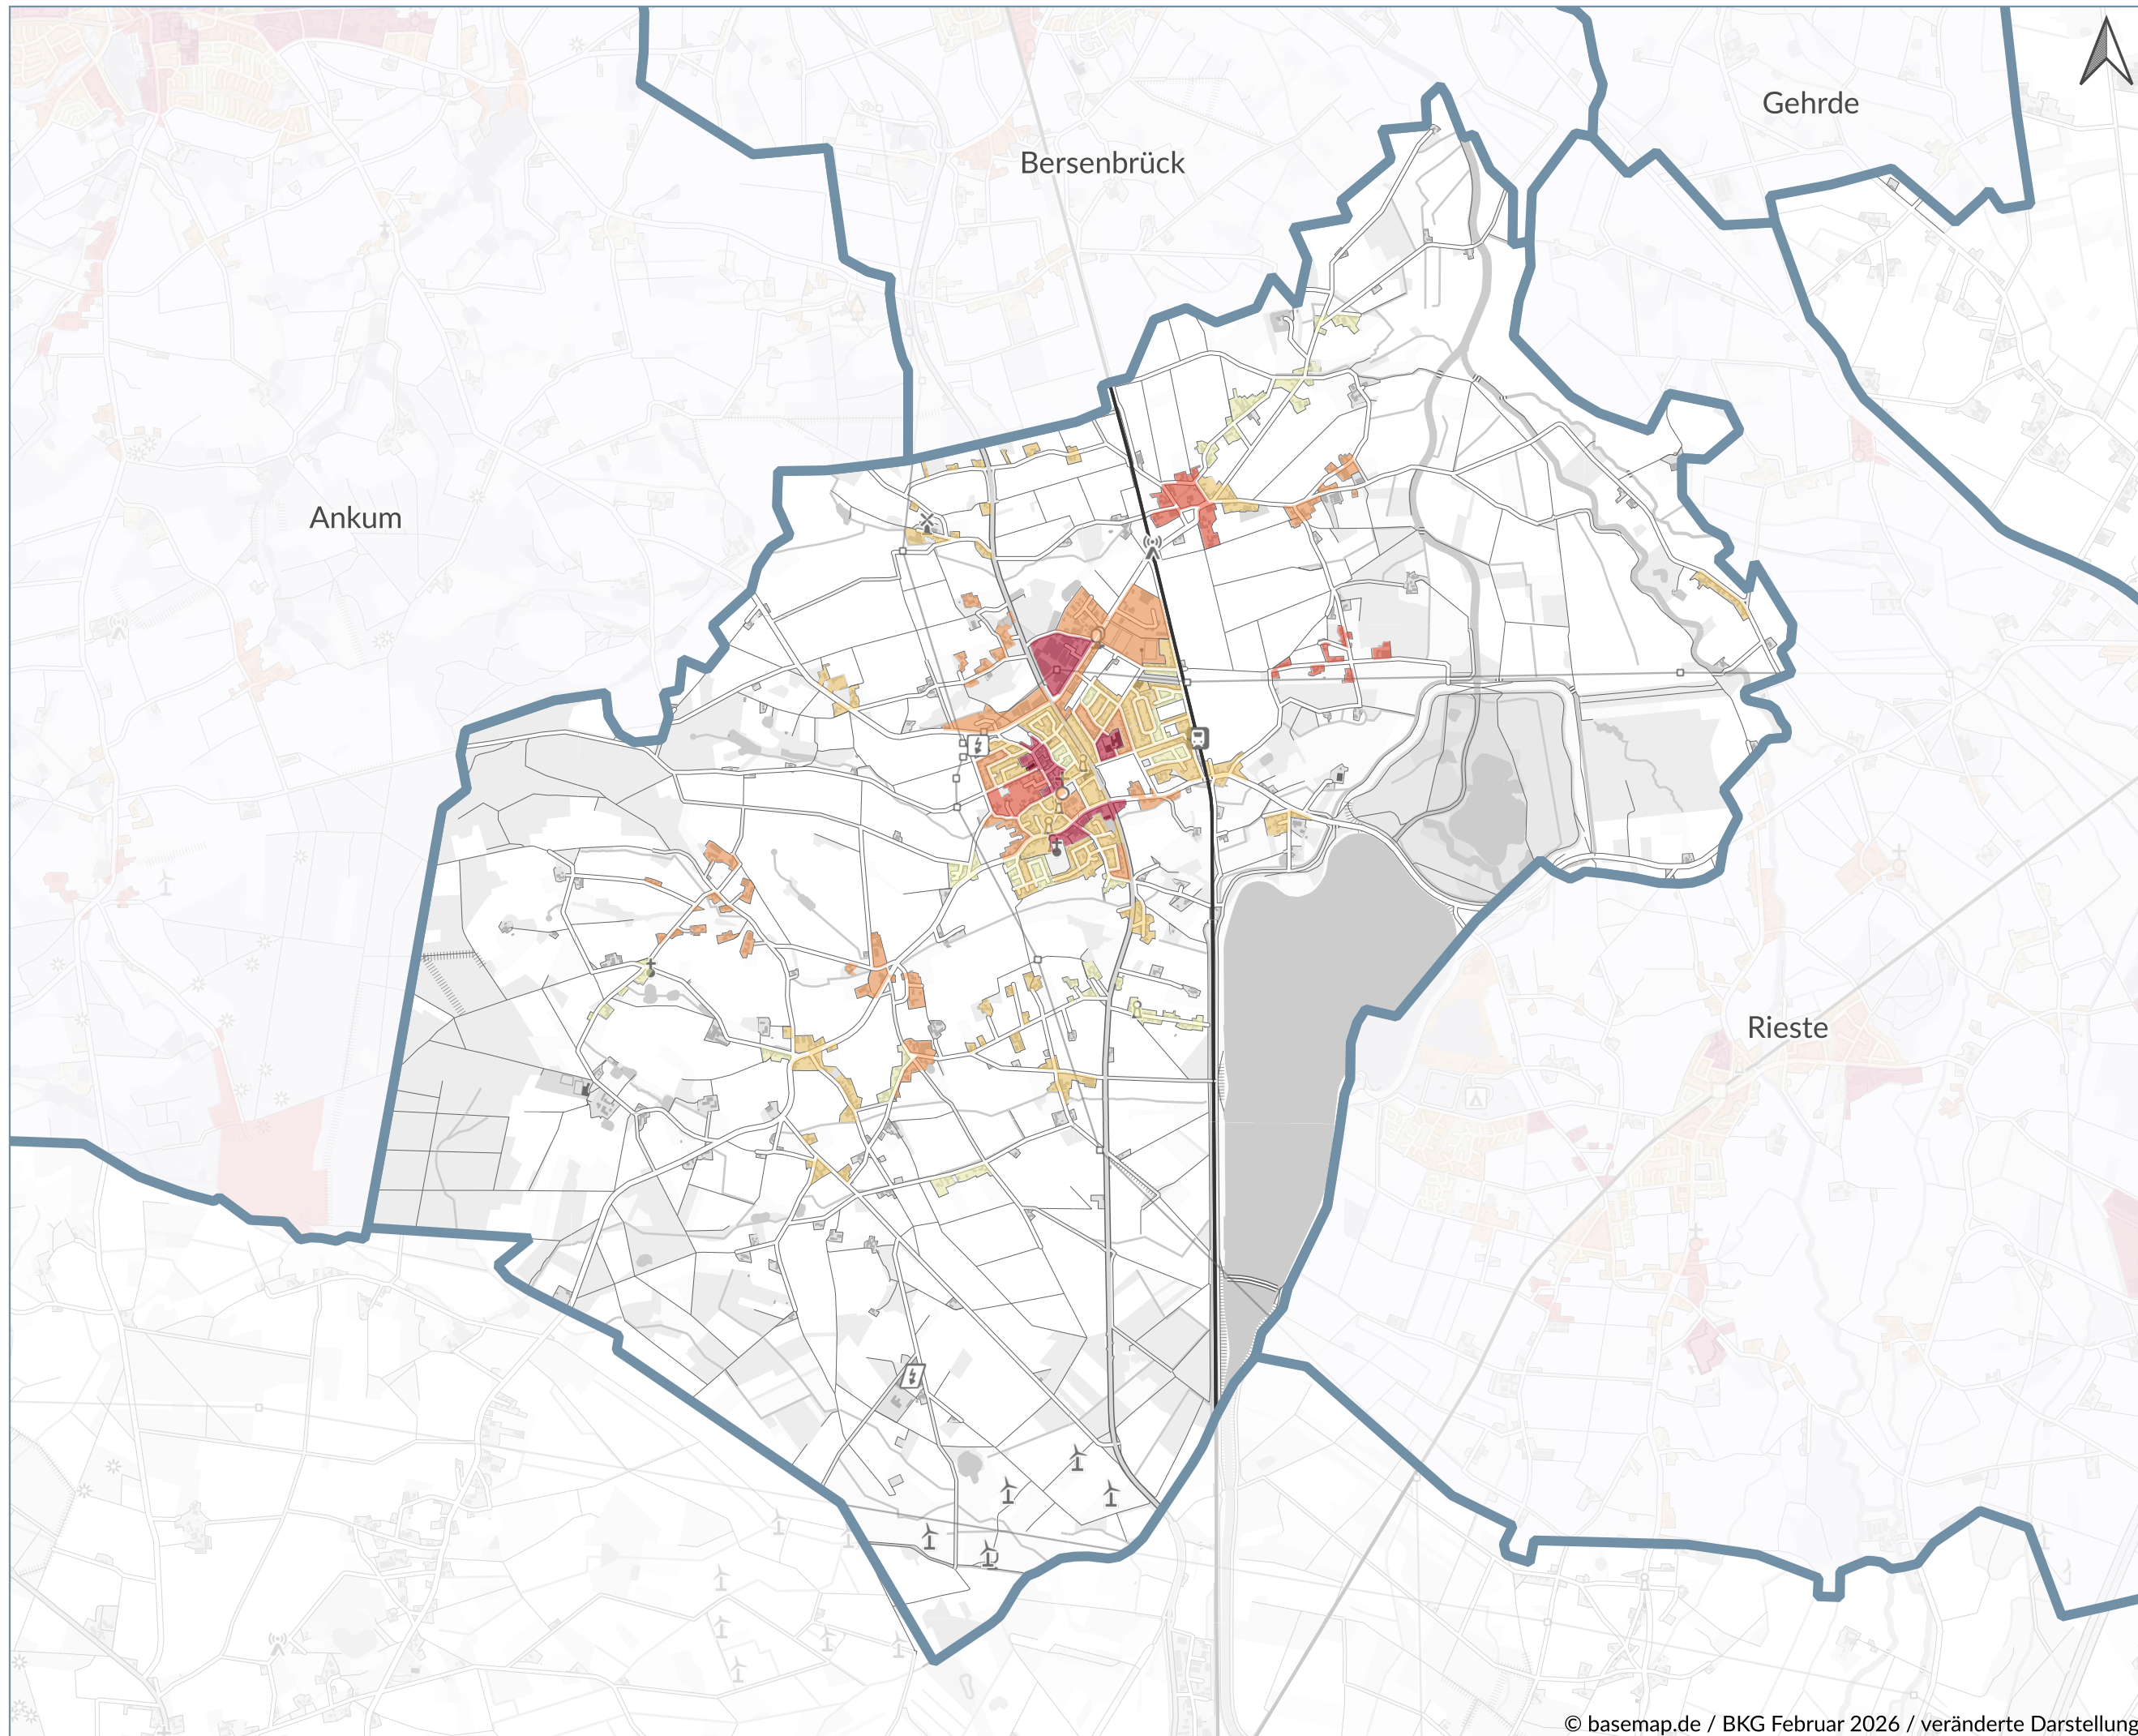 Gehrde
Bersenbrück
Ankum
Rieste
© basemap.de / BKG Februar 2026 / veränderte Darstellung